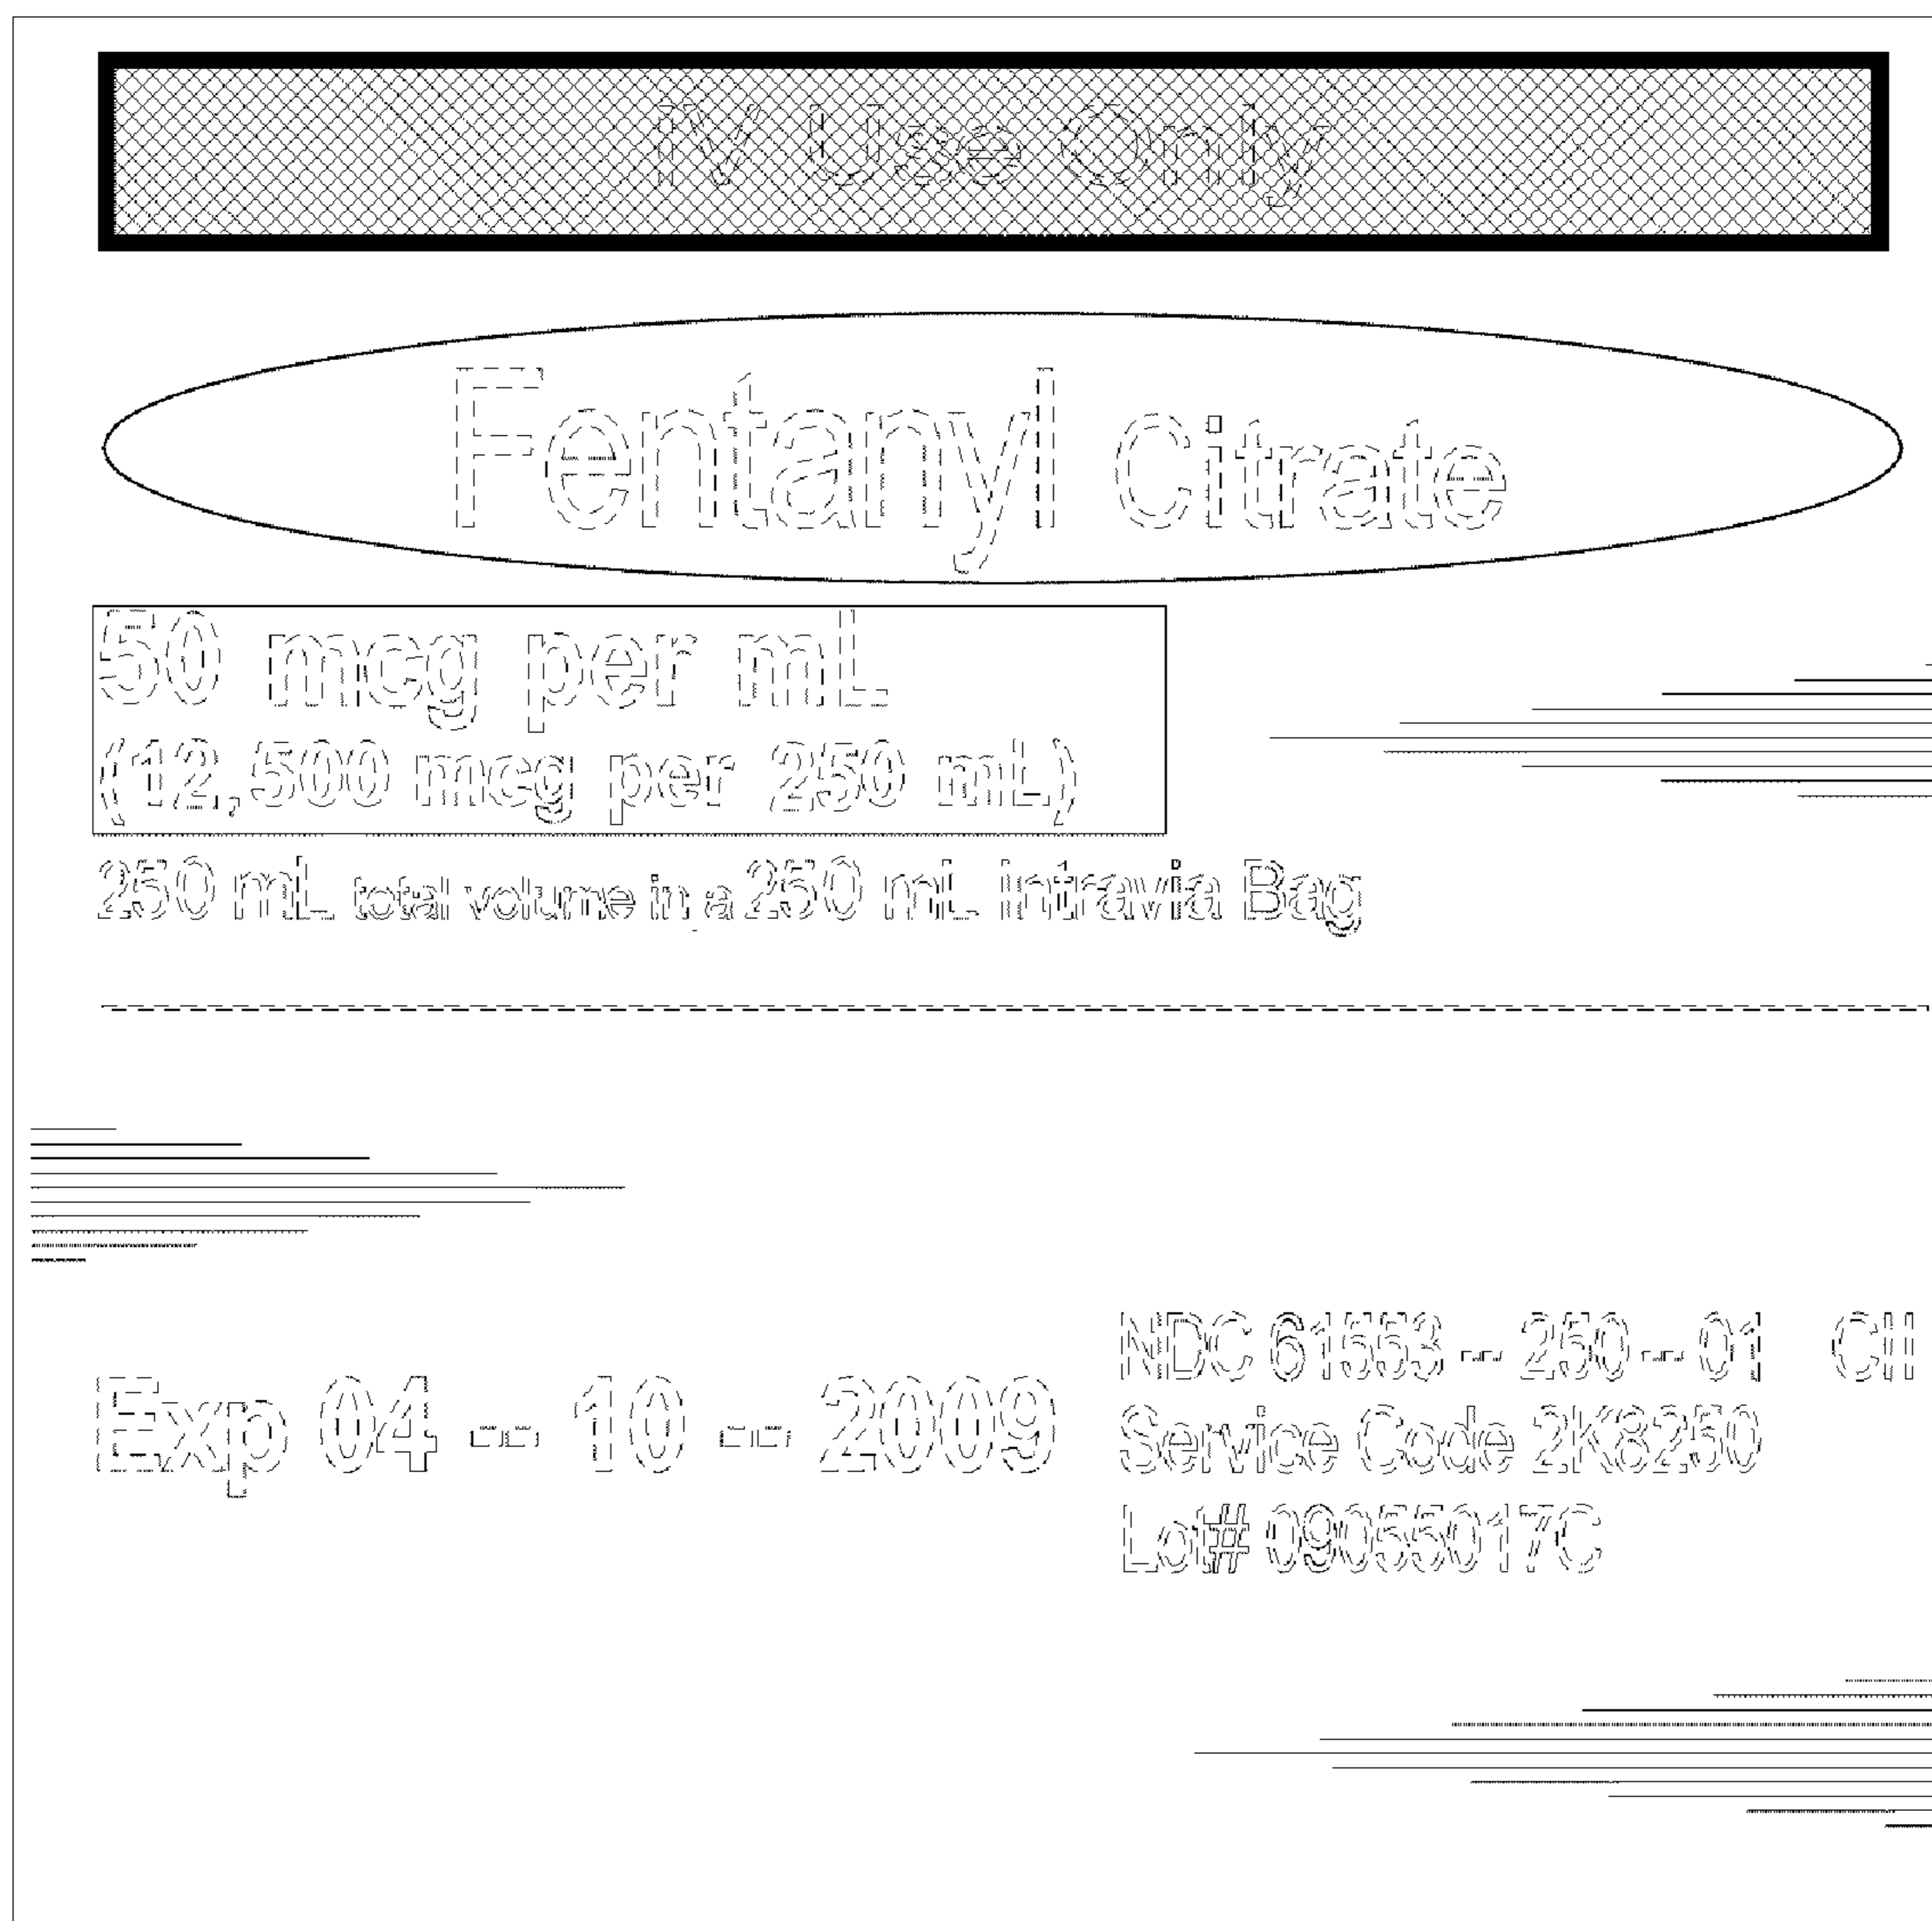 IV Use Only
Fentanyl Citrate
50 mcg per mL
(12,500 mcg per 250 mL)
250 mL total volume in a 250 mL Intravia Bag
NDC 61553 -- 250 -- 01 CII
Exp 04 -- 10 -- 2009
Service Code 2K8250
Lot# 09055017C